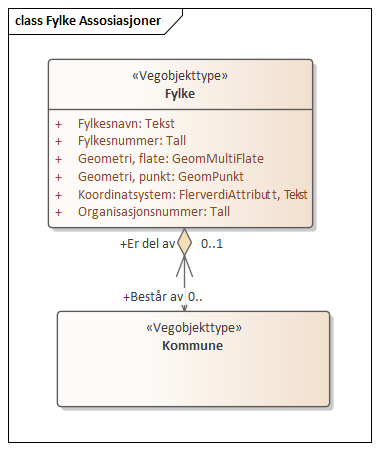 class Fylke Assosiasjoner
«Vegobjekttype»
Fylke
+ Fylkesnavn: Tekst
+ Fylkesnummer: Tall
+ Geometri, flate: GeomMultiFlate
+ Geometri, punkt: GeomPunkt
+ Koordinatsystem: FlerverdiAttributt, Tekst
+ Organisasjonsnummer: Tall
+Er del av 0..1
+Består av 0..
«Vegobjekttype»
Kommune